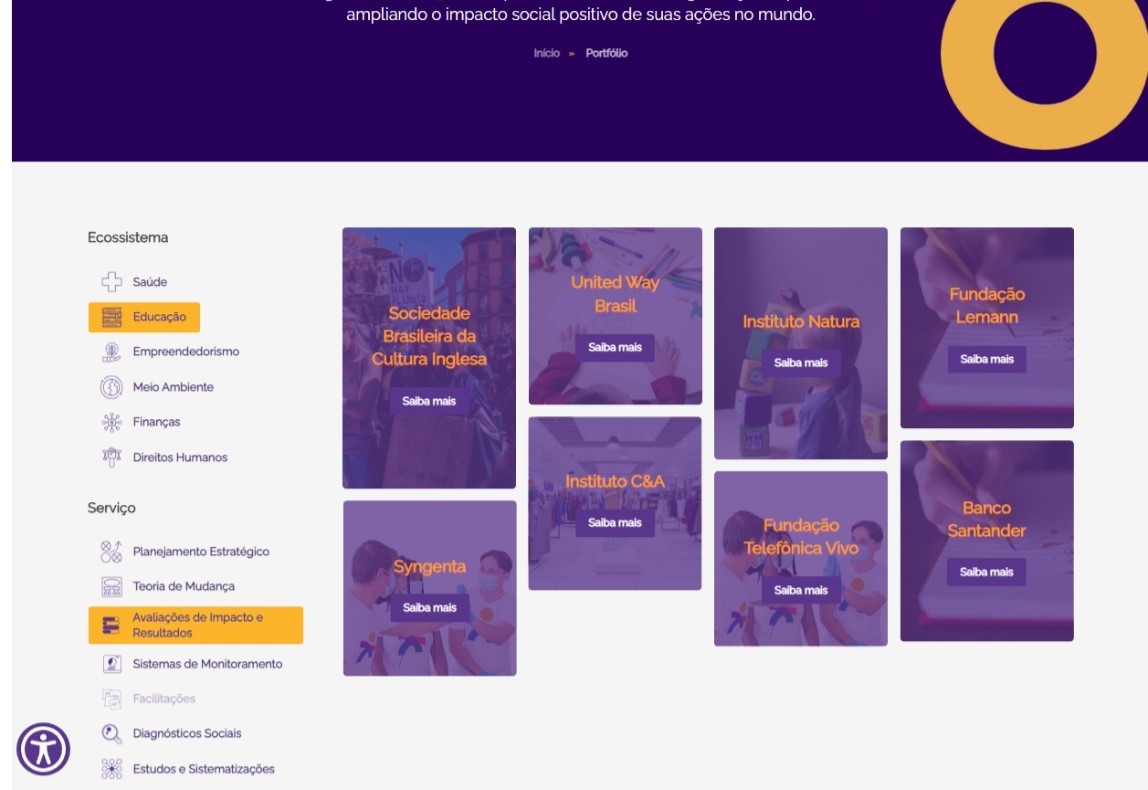 ampliando o impacto social positivo de suas ações no mundo.
Início » Portfólio
Ecossistema
Saúde
Educação
Empreendedorismo
Meio Ambiente
Finanças
Direitos Humanos
Serviço
Planejamento Estratégico
Teoria de Mudança
Avaliações de Impacto e
Resultados
Sistemas de Monitoramento
Facilitações
Diagnósticos Sociais
Estudos e Sistematizações
NO
Sociedade
Brasileira da
Cultura Inglesa
Saiba mais
Syngenta
Saiba mais
United Way
Brasil
Saiba mais
Instituto C&A
Saiba mais
Instituto Natura
Saiba mais
Fundação
Telefônica Vivo
Saiba mais
Fundação
Lemann
Saiba mais
Banco
Santander
Saiba mais